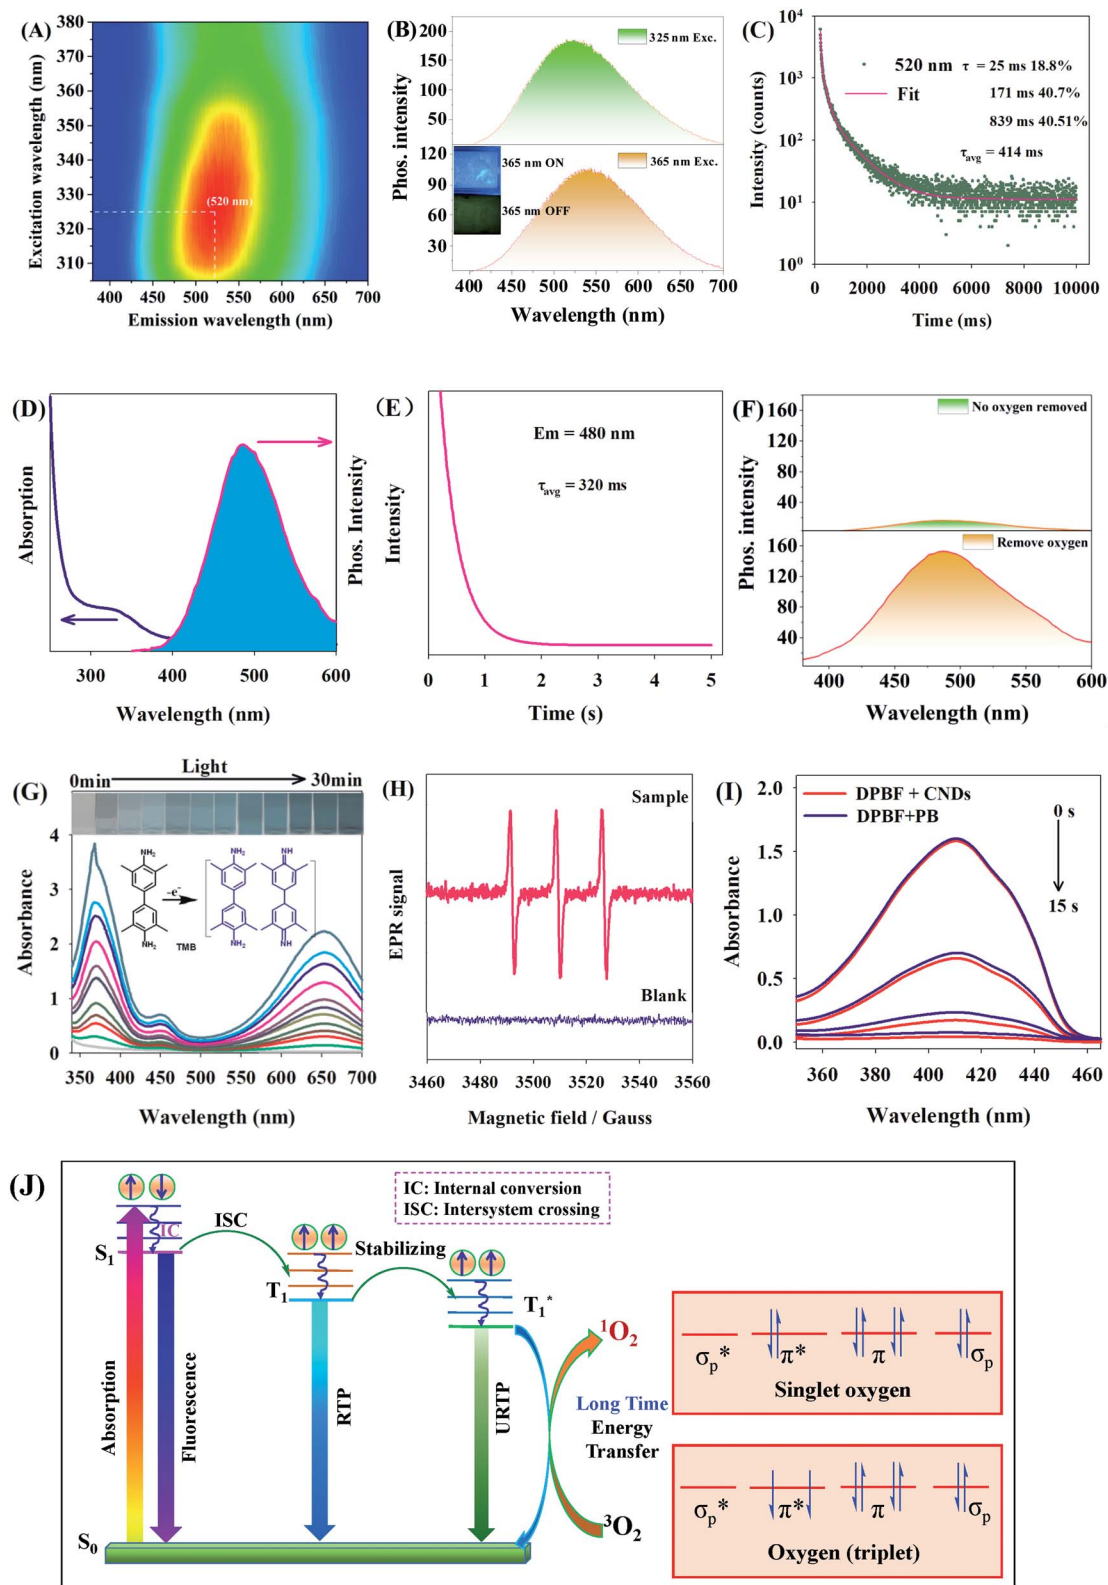 (A)
380
370
360
350
340
330
320
310
Excitation wavelength (nm)
(520 nm)
400 450 500 550 600 650 700
Emission wavelength (nm)
(B)
200
150
100
50
325 nm Exc.
120
90
60
30
365 nm ON
365 nm Exc.
365 nm OFF
Phos. intensity
400 450 500 550 600 650 700
Wavelength (nm)
(C)
10⁴
10³
10²
10¹
10⁰
Intensity (counts)
520 nm τ = 25 ms 18.8%
Fit 171 ms 40.7%
839 ms 40.51%
τavg = 414 ms
0 2000 4000 6000 8000 10000
Time (ms)
(D)
Absorption
Phos. Intensity
300 400 500 600
Wavelength (nm)
(E)
Intensity
Em = 480 nm
τavg = 320 ms
0 1 2 3 4 5
Time (s)
(F)
160
120
80
40
No oxygen removed
160
120
80
40
Remove oxygen
Phos. intensity
400 450 500 550 600
Wavelength (nm)
(G)
Light
0min 30min
4
3
2
1
0
Absorbance
NH₂
NH₂
TMB
-e⁻
NH₂
NH₂
NH
NH
340 400 450 500 550 600 650 700
Wavelength (nm)
(H)
EPR signal
Sample
Blank
3460 3480 3500 3520 3540 3560
Magnetic field / Gauss
(I)
2.0
1.5
1.0
0.5
0.0
Absorbance
DPBF + CNDs
DPBF+PB
0 s
15 s
360 380 400 420 440 460
Wavelength (nm)
(J)
IC: Internal conversion
ISC: Intersystem crossing
IC
S₁
ISC
T₁
Stabilizing
T₁*
Absorption
Fluorescence
RTP
URTP
S₀
¹O₂
Long Time
Energy
Transfer
³O₂
σp* π* π σp
Singlet oxygen
σp* π* π σp
Oxygen (triplet)